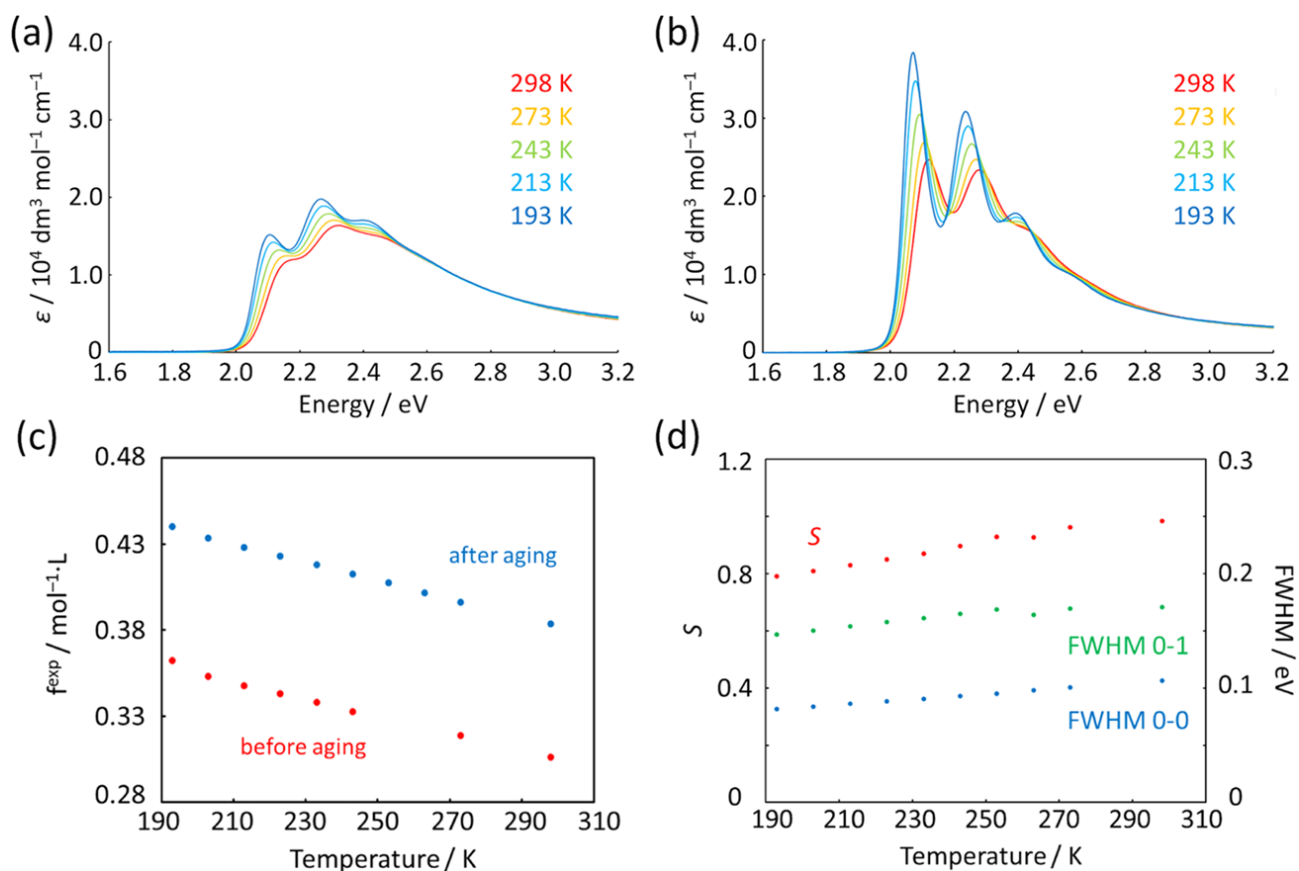 (a)
4.0
3.0
2.0
1.0
0
ε / 10⁴ dm³ mol⁻¹ cm⁻¹
298 K
273 K
243 K
213 K
193 K
1.6 2.0 2.2 2.4 2.6 2.8 3.0 3.2
1.8
Energy / eV
(b)
4.0
3.0
2.0
1.0
0
ε / 10⁴ dm³ mol⁻¹ cm⁻¹
298 K
273 K
243 K
213 K
193 K
1.6 1.8 2.0 2.2 2.4 2.6 2.8 3.0 3.2
Energy / eV
(c)
0.48
0.43
0.38
0.33
0.28
fᵉˣᵖ / mol⁻¹·L
after aging
before aging
190 210 230 250 270 290 310
Temperature / K
(d)
1.2
0.8
0.4
0
S
S
FWHM 0-1
FWHM 0-0
0.3
0.2
0.1
0
FWHM / eV
190 210 230 250 270 290 310
Temperature / K